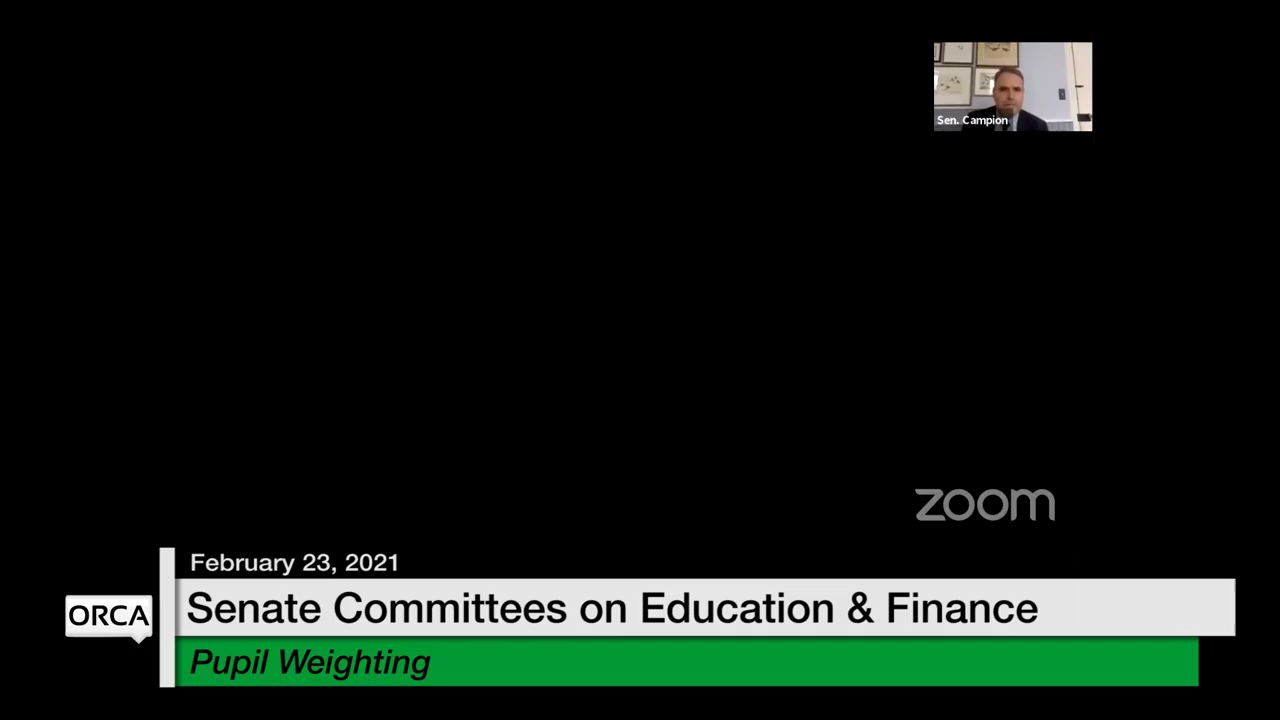 Sen. Campion
zoom
February 23, 2021
Senate Committees on Education & Finance
ORCA
Pupil Weighting